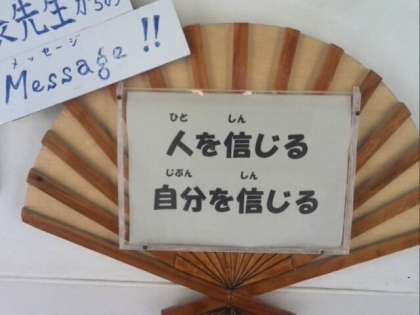 先生からの
メッセージ
Message!!
ひと しん
人を信じる
じぶん しん
自分を信じる